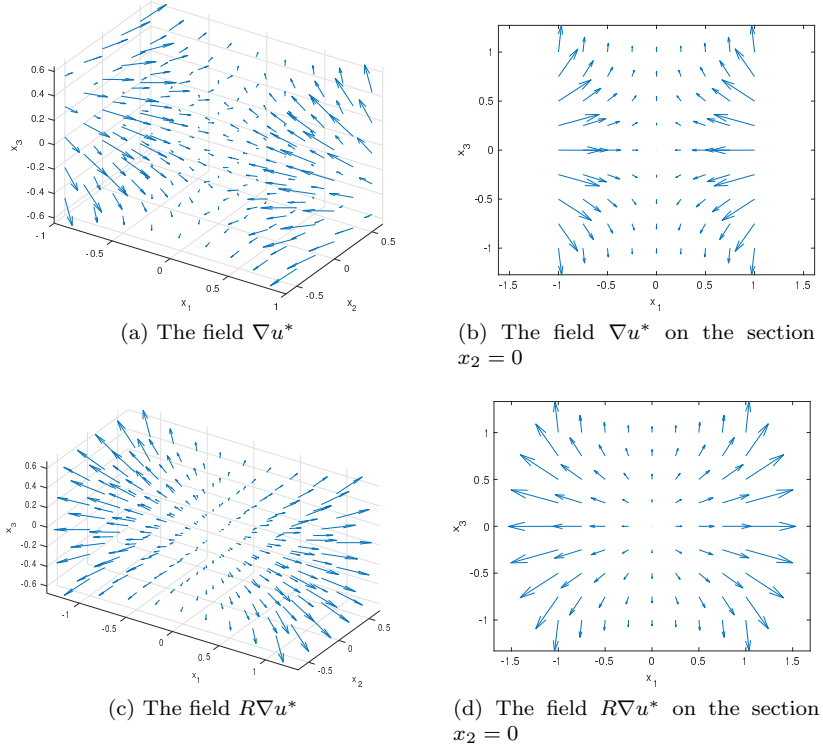 0.6
0.4
0.2
0
-0.2
-0.4
-0.6
x3
-1
-0.5
0
0.5
1
x1
-0.5
0
0.5
x2
(a) The field ∇u*
1
0.5
0
-0.5
-1
x3
-1.5 -1 -0.5 0 0.5 1 1.5
x1
(b) The field ∇u* on the section
x2 = 0
0.6
0.4
0.2
0
-0.2
-0.4
-0.6
x3
-1
-0.5
0
0.5
1
x1
-0.5
0
0.5
x2
(c) The field R∇u*
1
0.5
0
-0.5
-1
x3
-1.5 -1 -0.5 0 0.5 1 1.5
x1
(d) The field R∇u* on the section
x2 = 0